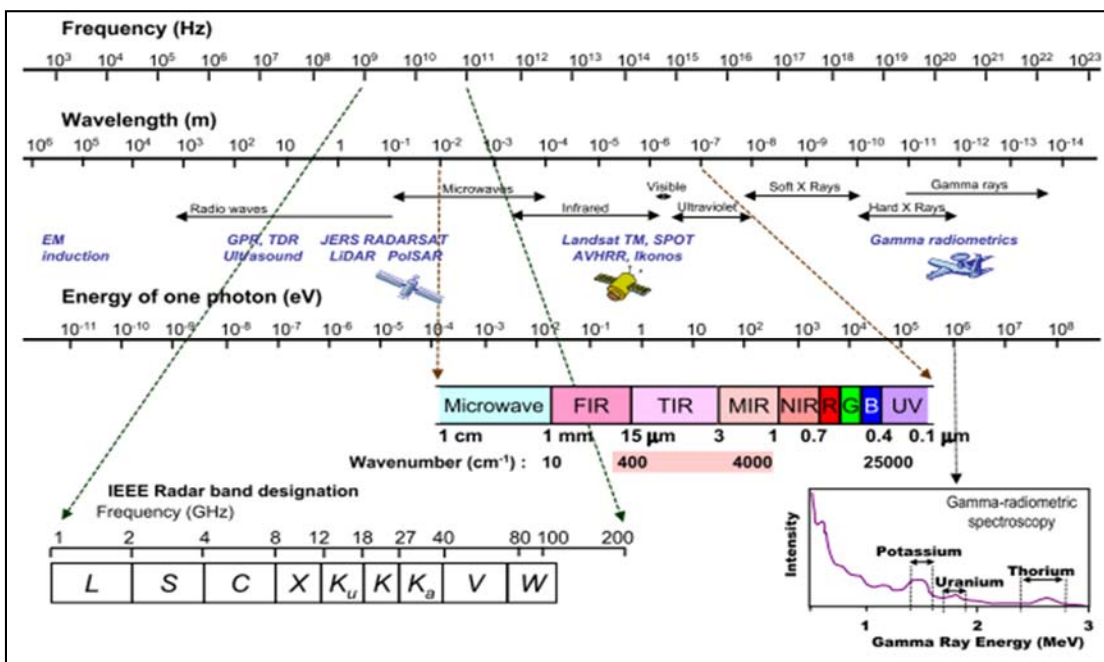 Frequency (Hz)
10³ 10⁴ 10⁵ 10⁶ 10⁷ 10⁸ 10⁹ 10¹⁰ 10¹¹ 10¹² 10¹³ 10¹⁴ 10¹⁵ 10¹⁶ 10¹⁷ 10¹⁸ 10¹⁹ 10²⁰ 10²¹ 10²² 10²³
Wavelength (m)
10⁶ 10⁵ 10⁴ 10³ 10² 10 1 10⁻¹ 10⁻² 10⁻³ 10⁻⁴ 10⁻⁵ 10⁻⁶ 10⁻⁷ 10⁻⁸ 10⁻⁹ 10⁻¹⁰ 10⁻¹¹ 10⁻¹² 10⁻¹³ 10⁻¹⁴
Microwaves Visible Soft X Rays Gamma rays
Radio waves Infrared Ultraviolet Hard X Rays
EM GPR, TDR JERS RADARSAT Landsat TM, SPOT Gamma radiometrics
induction Ultrasound LiDAR PolSAR AVHRR, Ikonos
Energy of one photon (eV)
10⁻¹¹ 10⁻¹⁰ 10⁻⁹ 10⁻⁸ 10⁻⁷ 10⁻⁶ 10⁻⁵ 10⁻⁴ 10⁻³ 10⁻² 10⁻¹ 1 10 10² 10³ 10⁴ 10⁵ 10⁶ 10⁷ 10⁸
Microwave FIR TIR MIR NIR R G B UV
1 cm 1 mm 15 µm 3 1 0.7 0.4 0.1 µm
Wavenumber (cm⁻¹) : 10 400 4000 25000
IEEE Radar band designation
Frequency (GHz)
1 2 4 8 12 18 27 40 80 100 200
L S C X Kᵤ K Kₐ V W
Gamma-radiometric
spectroscopy
Intensity
Potassium
Uranium
Thorium
1 2 3
Gamma Ray Energy (MeV)